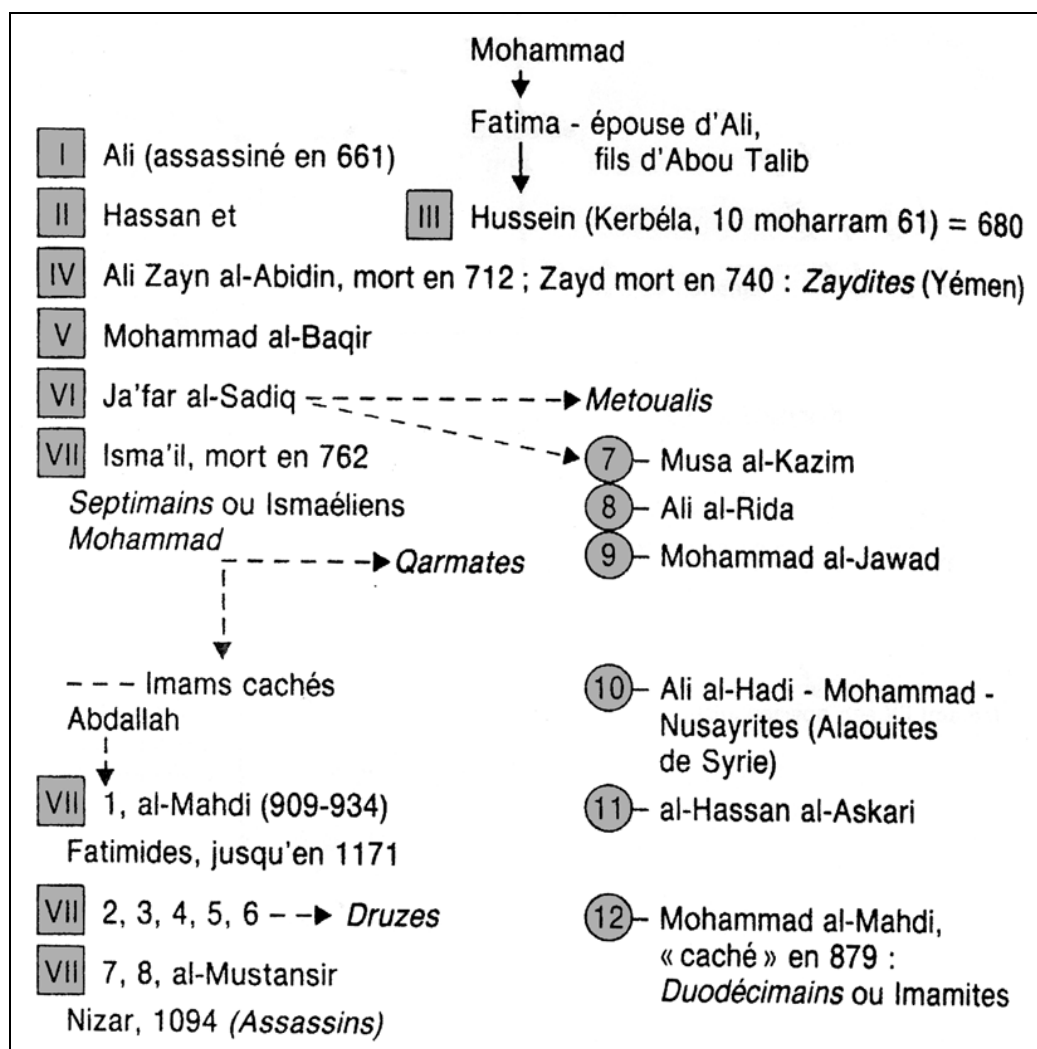 Mohammad
Fatima - épouse d'Ali,
fils d'Abou Talib
I Ali (assassiné en 661)
II Hassan et III Hussein (Kerbéla, 10 moharram 61) = 680
IV Ali Zayn al-Abidin, mort en 712 ; Zayd mort en 740 : Zaydites (Yémen)
V Mohammad al-Baqir
VI Ja'far al-Sadiq Metoualis
VII Isma'il, mort en 762
Septimains ou Ismaéliens
Mohammad
Qarmates
Imams cachés
Abdallah
VII 1, al-Mahdi (909-934)
Fatimides, jusqu'en 1171
VII 2, 3, 4, 5, 6 Druzes
VII 7, 8, al-Mustansir
Nizar, 1094 (Assassins)
7 Musa al-Kazim
8 Ali al-Rida
9 Mohammad al-Jawad
10 Ali al-Hadi - Mohammad -
Nusayrites (Alaouites
de Syrie)
11 al-Hassan al-Askari
12 Mohammad al-Mahdi,
« caché » en 879 :
Duodécimains ou Imamites